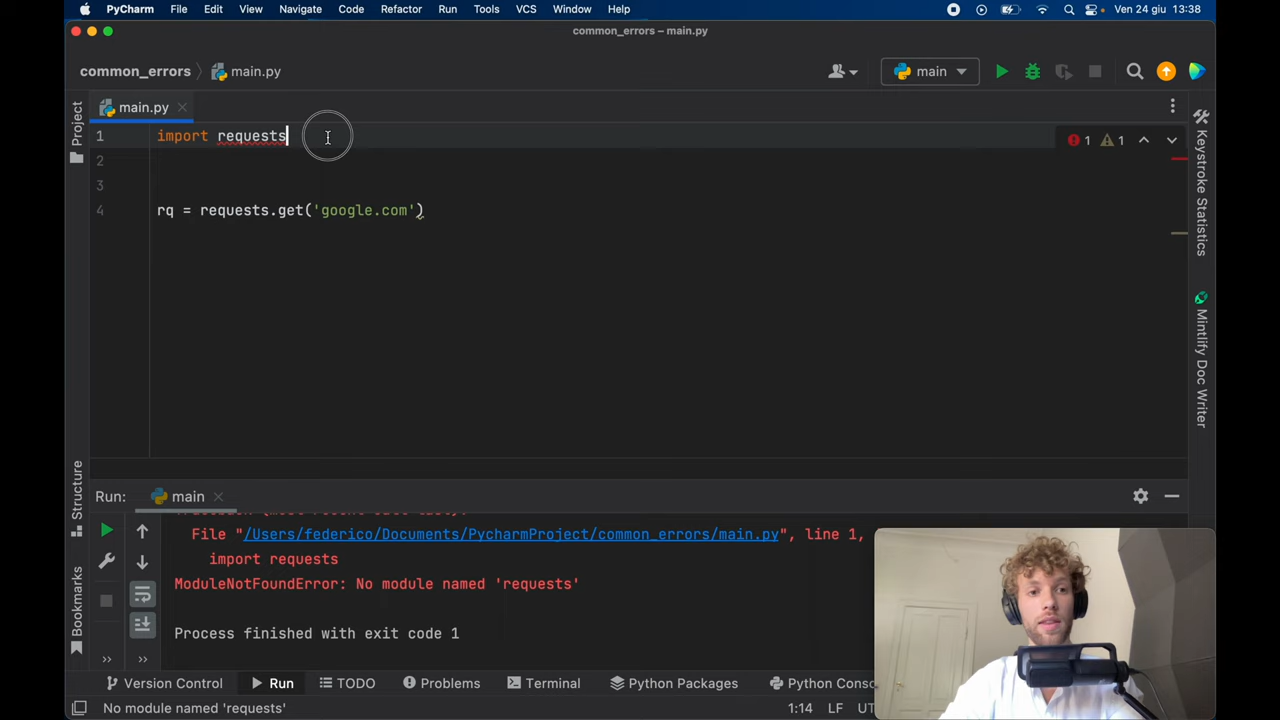 PyCharm File Edit View Navigate Code Refactor Run Tools VCS Window Help Ven 24 giu 13:38
common_errors – main.py
common_errors main.py main
Project
main.py
1 import requests
1 1
2
3
4 rq = requests.get('google.com')
Keystroke Statistics
Mintlify Doc Writer
Structure
Bookmarks
Run: main
File "/Users/federico/Documents/PycharmProject/common_errors/main.py", line 1,
import requests
ModuleNotFoundError: No module named 'requests'
Process finished with exit code 1
Version Control Run TODO Problems Terminal Python Packages Python Conso
No module named 'requests' 1:14 LF UT